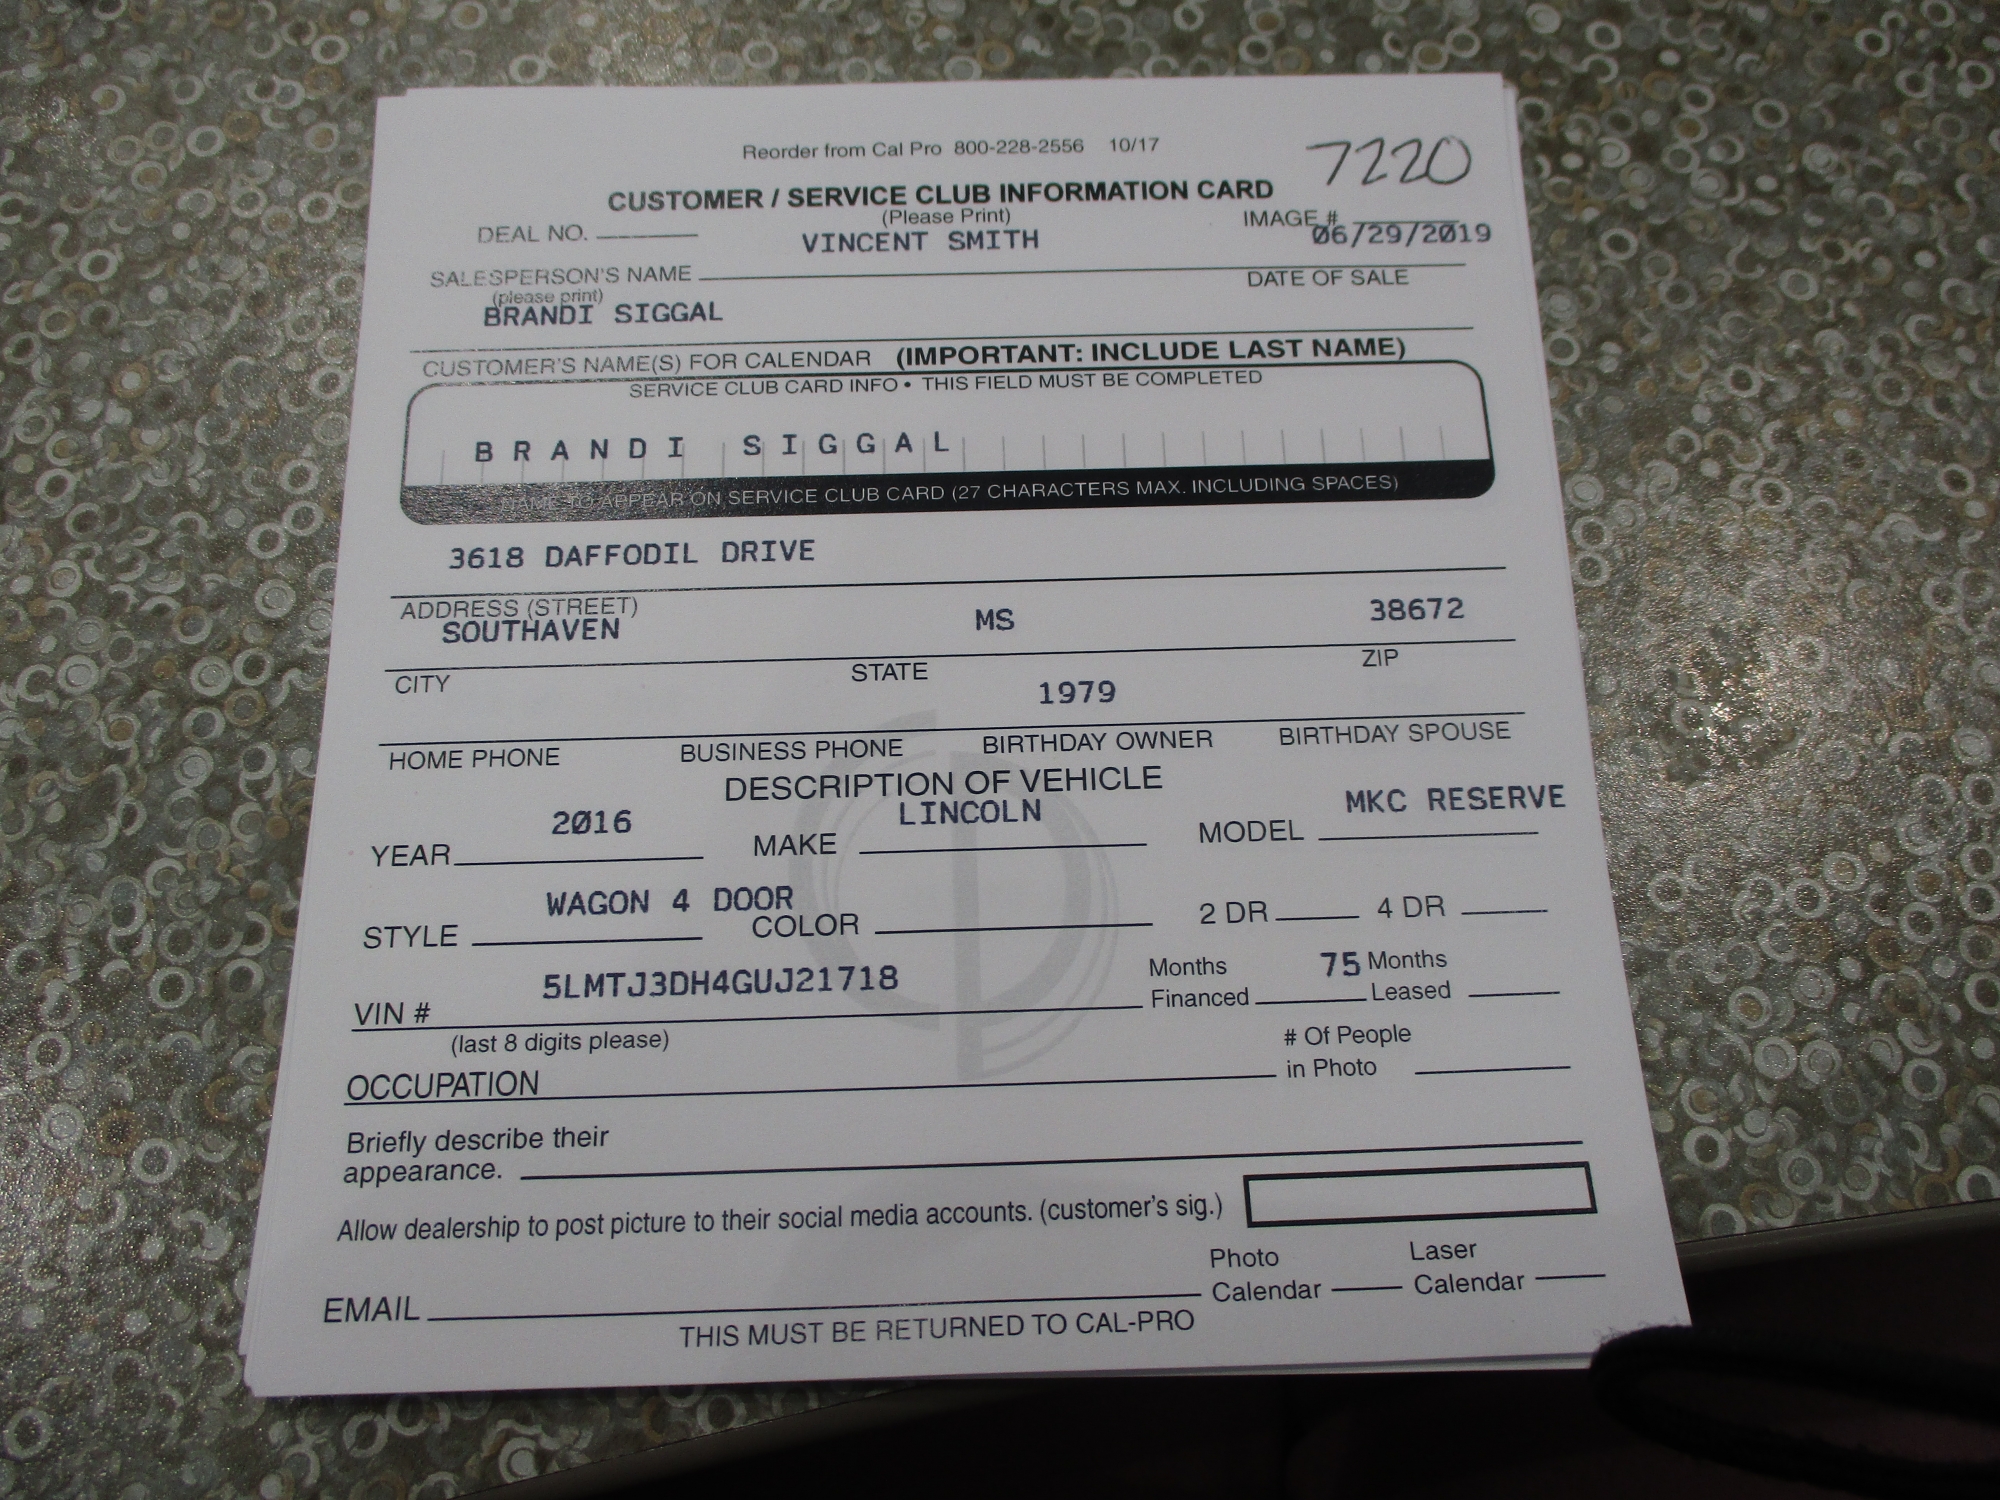 Reorder from Cal Pro 800-228-2556 10/17
7220
CUSTOMER / SERVICE CLUB INFORMATION CARD
(Please Print)
DEAL NO. IMAGE #
VINCENT SMITH 06/29/2019
SALESPERSON'S NAME DATE OF SALE
(please print)
BRANDI SIGGAL
CUSTOMER'S NAME(S) FOR CALENDAR (IMPORTANT: INCLUDE LAST NAME)
SERVICE CLUB CARD INFO • THIS FIELD MUST BE COMPLETED
BRANDI SIGGAL
NAME TO APPEAR ON SERVICE CLUB CARD (27 CHARACTERS MAX. INCLUDING SPACES)
3618 DAFFODIL DRIVE
ADDRESS (STREET)
SOUTHAVEN MS 38672
CITY STATE ZIP
1979
HOME PHONE BUSINESS PHONE BIRTHDAY OWNER BIRTHDAY SPOUSE
DESCRIPTION OF VEHICLE
2016 LINCOLN MKC RESERVE
YEAR MAKE MODEL
WAGON 4 DOOR
STYLE COLOR 2 DR 4 DR
5LMTJ3DH4GUJ21718 Months 75 Months
VIN # Financed Leased
(last 8 digits please) # Of People
OCCUPATION in Photo
Briefly describe their
appearance.
Allow dealership to post picture to their social media accounts. (customer's sig.)
Photo Laser
EMAIL Calendar Calendar
THIS MUST BE RETURNED TO CAL-PRO